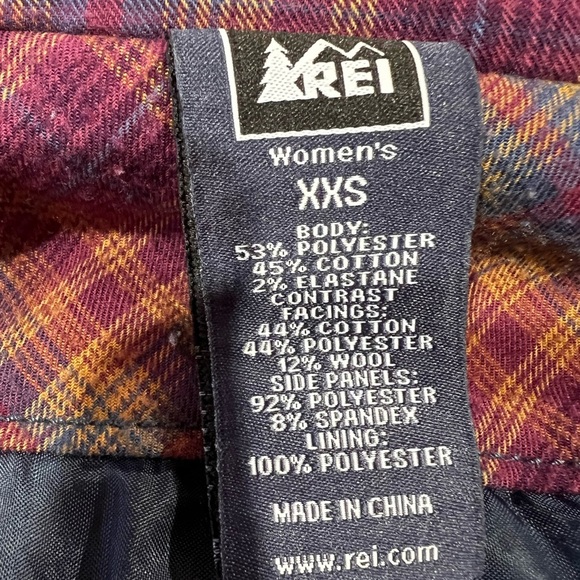 REI
Women's
XXS
BODY:
53% POLYESTER
45% COTTON
2% ELASTANE
CONTRAST
FACINGS:
44% COTTON
44% POLYESTER
12% WOOL
SIDE PANELS:
92% POLYESTER
8% SPANDEX
LINING:
100% POLYESTER
MADE IN CHINA
www.rei.com